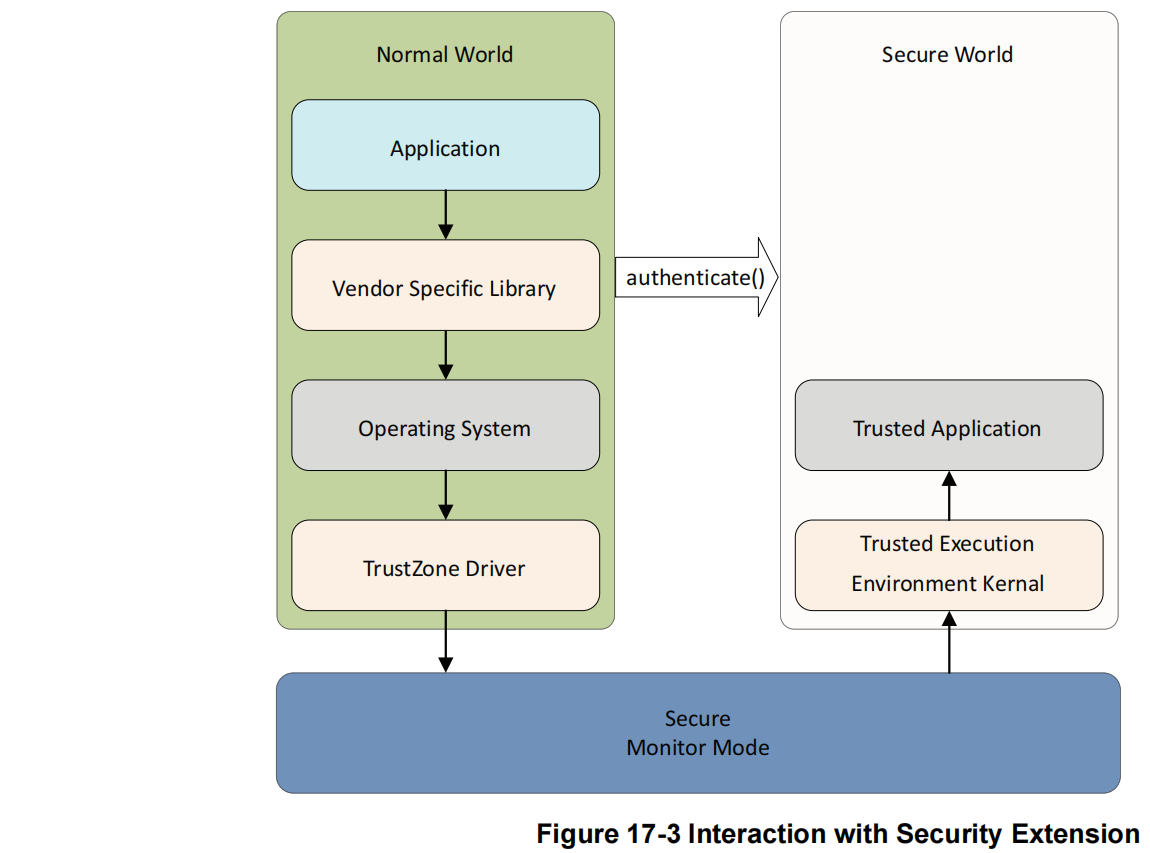 Normal World
Application
Vendor Specific Library
Operating System
TrustZone Driver
authenticate()
Secure World
Trusted Application
Trusted Execution
Environment Kernal
Secure
Monitor Mode
Figure 17-3 Interaction with Security Extension